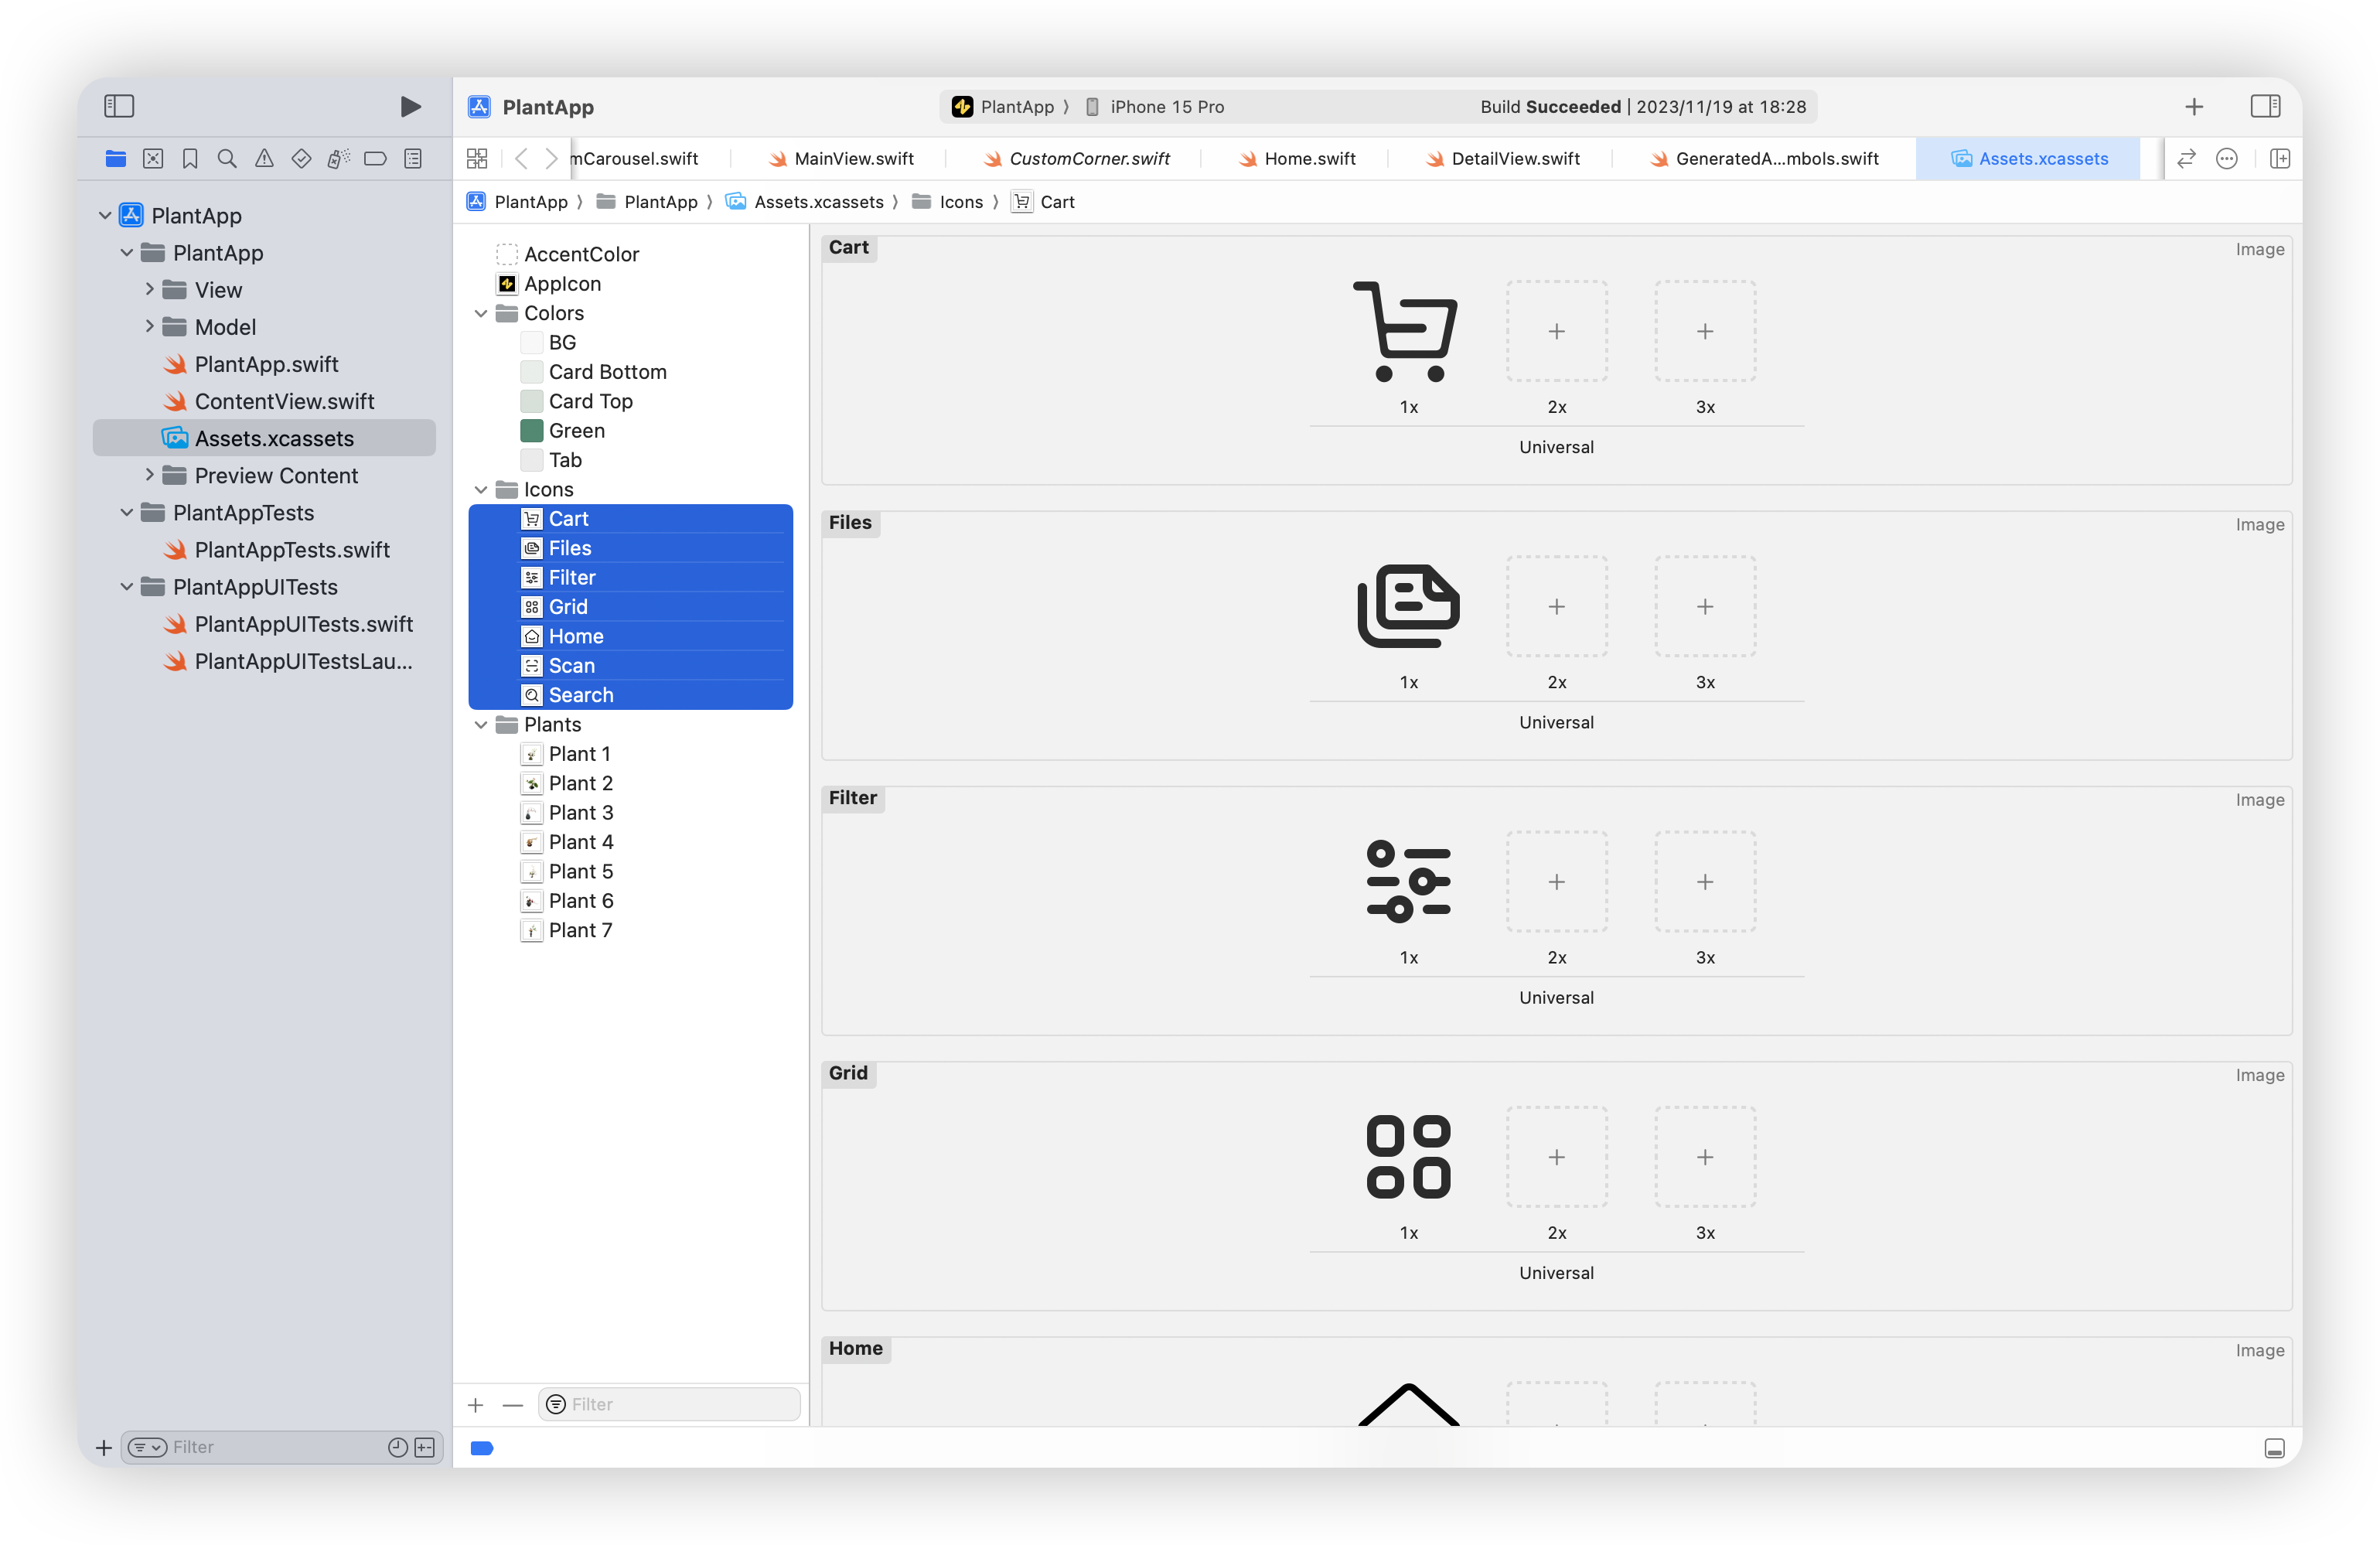 PlantApp
PlantApp
View
Model
PlantApp.swift
ContentView.swift
Assets.xcassets
Preview Content
PlantAppTests
PlantAppTests.swift
PlantAppUITests
PlantAppUITests.swift
PlantAppUITestsLau...
Filter
PlantApp
PlantApp ⟩ iPhone 15 Pro
Build Succeeded | 2023/11/19 at 18:28
mCarousel.swift
MainView.swift
CustomCorner.swift
Home.swift
DetailView.swift
GeneratedA...mbols.swift
Assets.xcassets
PlantApp ⟩ PlantApp ⟩ Assets.xcassets ⟩ Icons ⟩ Cart
AccentColor
AppIcon
Colors
BG
Card Bottom
Card Top
Green
Tab
Icons
Cart
Files
Filter
Grid
Home
Scan
Search
Plants
Plant 1
Plant 2
Plant 3
Plant 4
Plant 5
Plant 6
Plant 7
Filter
Cart
Image
1x 2x 3x
Universal
Files
Image
1x 2x 3x
Universal
Filter
Image
1x 2x 3x
Universal
Grid
Image
1x 2x 3x
Universal
Home
Image